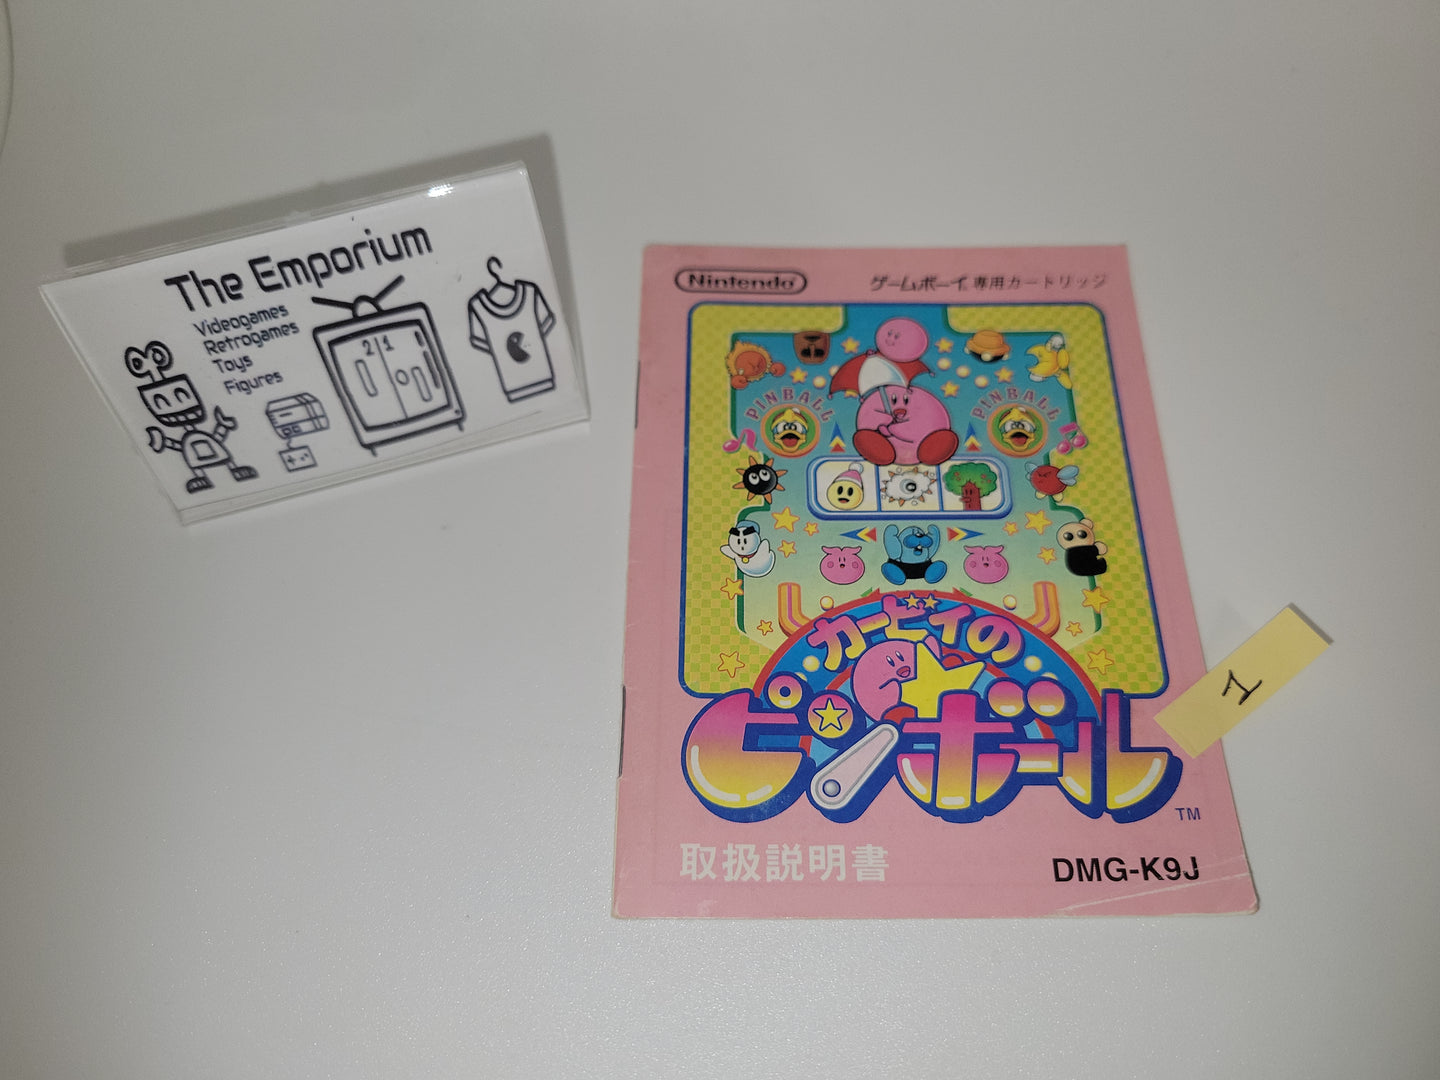 The Emporium
Videogames
Retrogames
Toys
Figures
2 1
Nintendo®
ゲームボーイ専用カートリッジ
PINBALL
PINBALL
カービィの
ピンボール
TM
取扱説明書
DMG-K9J
1